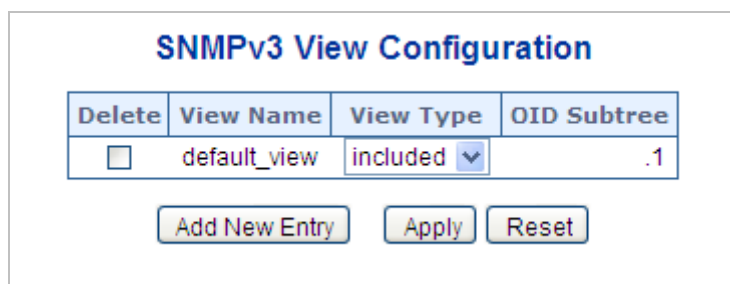 SNMPv3 View Configuration
Delete View Name View Type OID Subtree
default_view included .1
Add New Entry Apply Reset